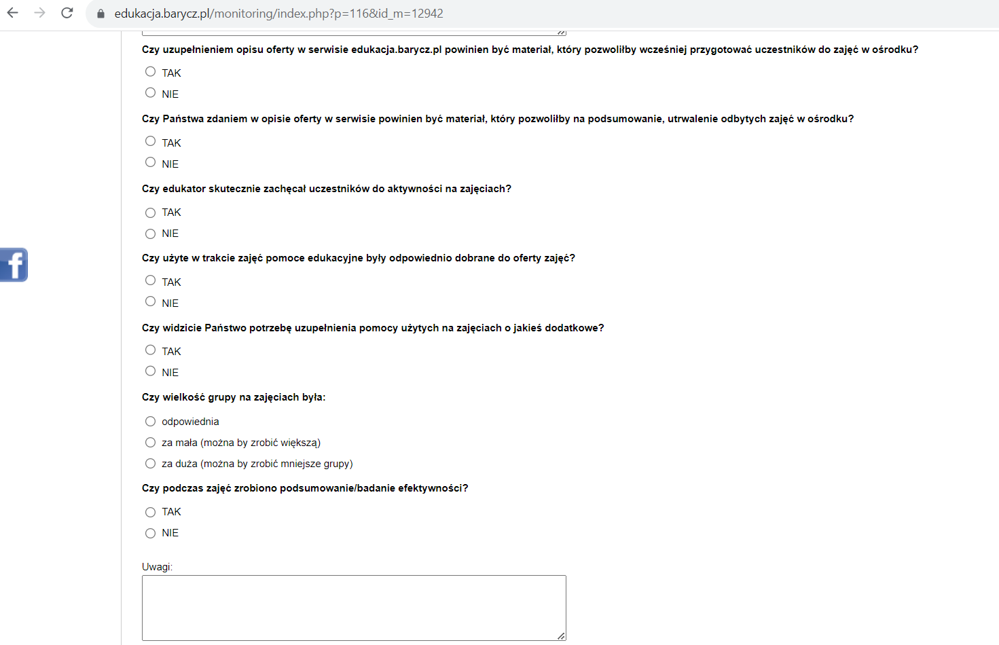 edukacja.barycz.pl/monitoring/index.php?p=116&id_m=12942
Czy uzupełnieniem opisu oferty w serwisie edukacja.barycz.pl powinien być materiał, który pozwoliłby wcześniej przygotować uczestników do zajęć w ośrodku?
TAK
NIE
Czy Państwa zdaniem w opisie oferty w serwisie powinien być materiał, który pozwoliłby na podsumowanie, utrwalenie odbytych zajęć w ośrodku?
TAK
NIE
Czy edukator skutecznie zachęcał uczestników do aktywności na zajęciach?
TAK
NIE
f
Czy użyte w trakcie zajęć pomoce edukacyjne były odpowiednio dobrane do oferty zajęć?
TAK
NIE
Czy widzicie Państwo potrzebę uzupełnienia pomocy użytych na zajęciach o jakieś dodatkowe?
TAK
NIE
Czy wielkość grupy na zajęciach była:
odpowiednia
za mała (można by zrobić większą)
za duża (można by zrobić mniejsze grupy)
Czy podczas zajęć zrobiono podsumowanie/badanie efektywności?
TAK
NIE
Uwagi: